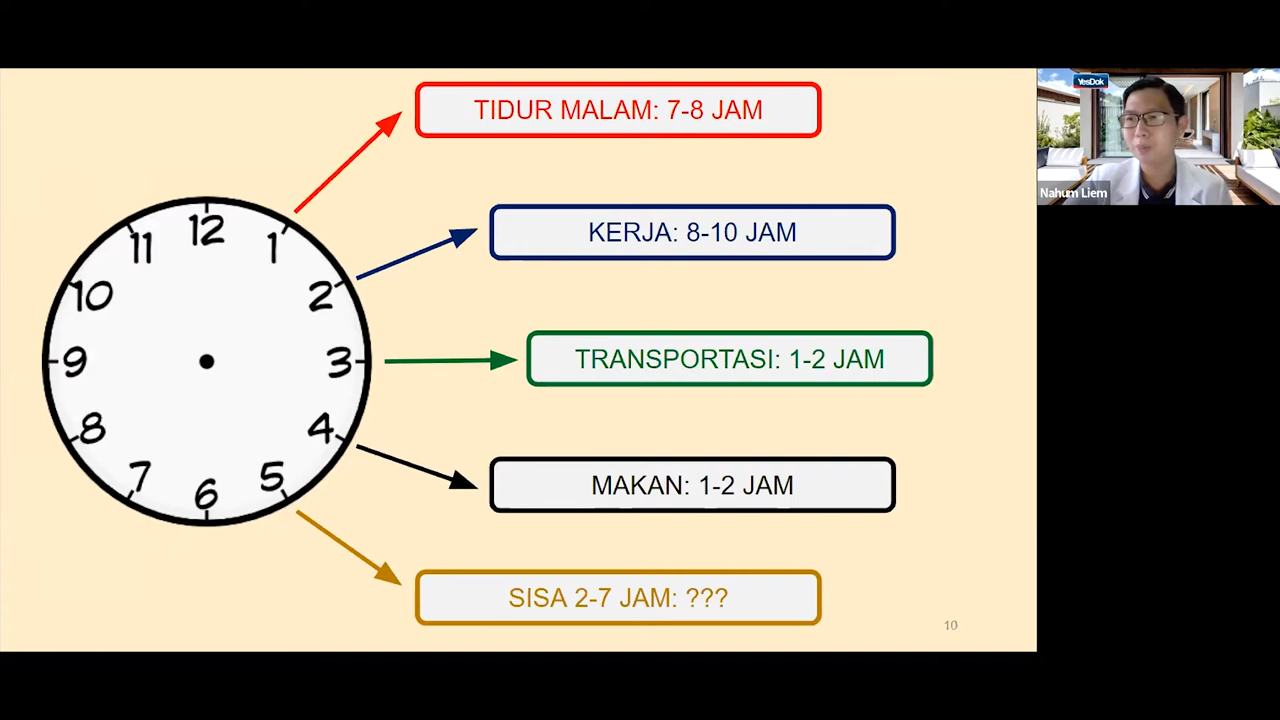 TIDUR MALAM: 7-8 JAM
KERJA: 8-10 JAM
TRANSPORTASI: 1-2 JAM
MAKAN: 1-2 JAM
SISA 2-7 JAM: ???
12
1
2
3
4
5
6
7
8
9
10
11
10
YesDok
Nahum Liem